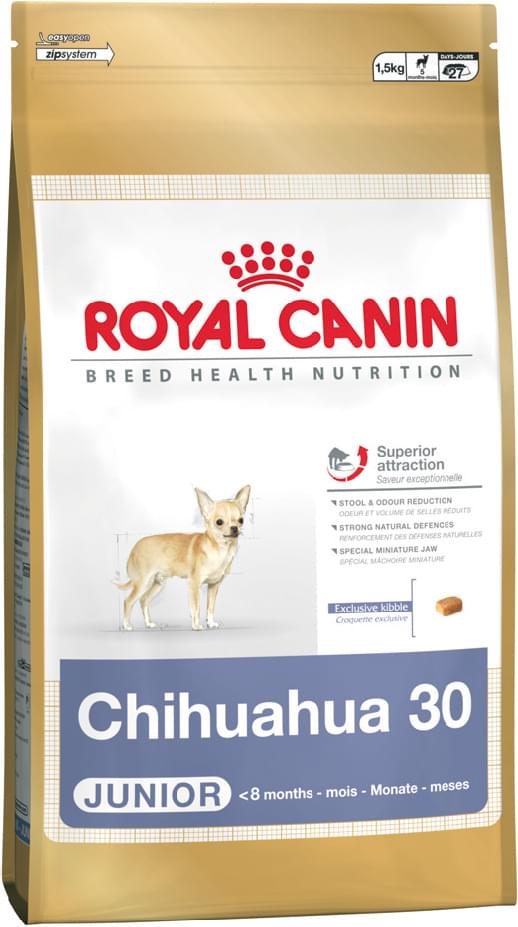 easyopen
zipsystem
1,5kg
5
months-mois
DAYS-JOURS
27
ROYAL CANIN
BREED HEALTH NUTRITION
Superior
attraction
Saveur exceptionnelle
STOOL & ODOUR REDUCTION
ODEUR ET VOLUME DE SELLES RÉDUITS
STRONG NATURAL DEFENCES
RENFORCEMENT DES DÉFENSES NATURELLES
SPECIAL MINIATURE JAW
SPÉCIAL MÂCHOIRE MINIATURE
Exclusive kibble
Croquette exclusive
Chihuahua 30
JUNIOR <8 months - mois - Monate - meses